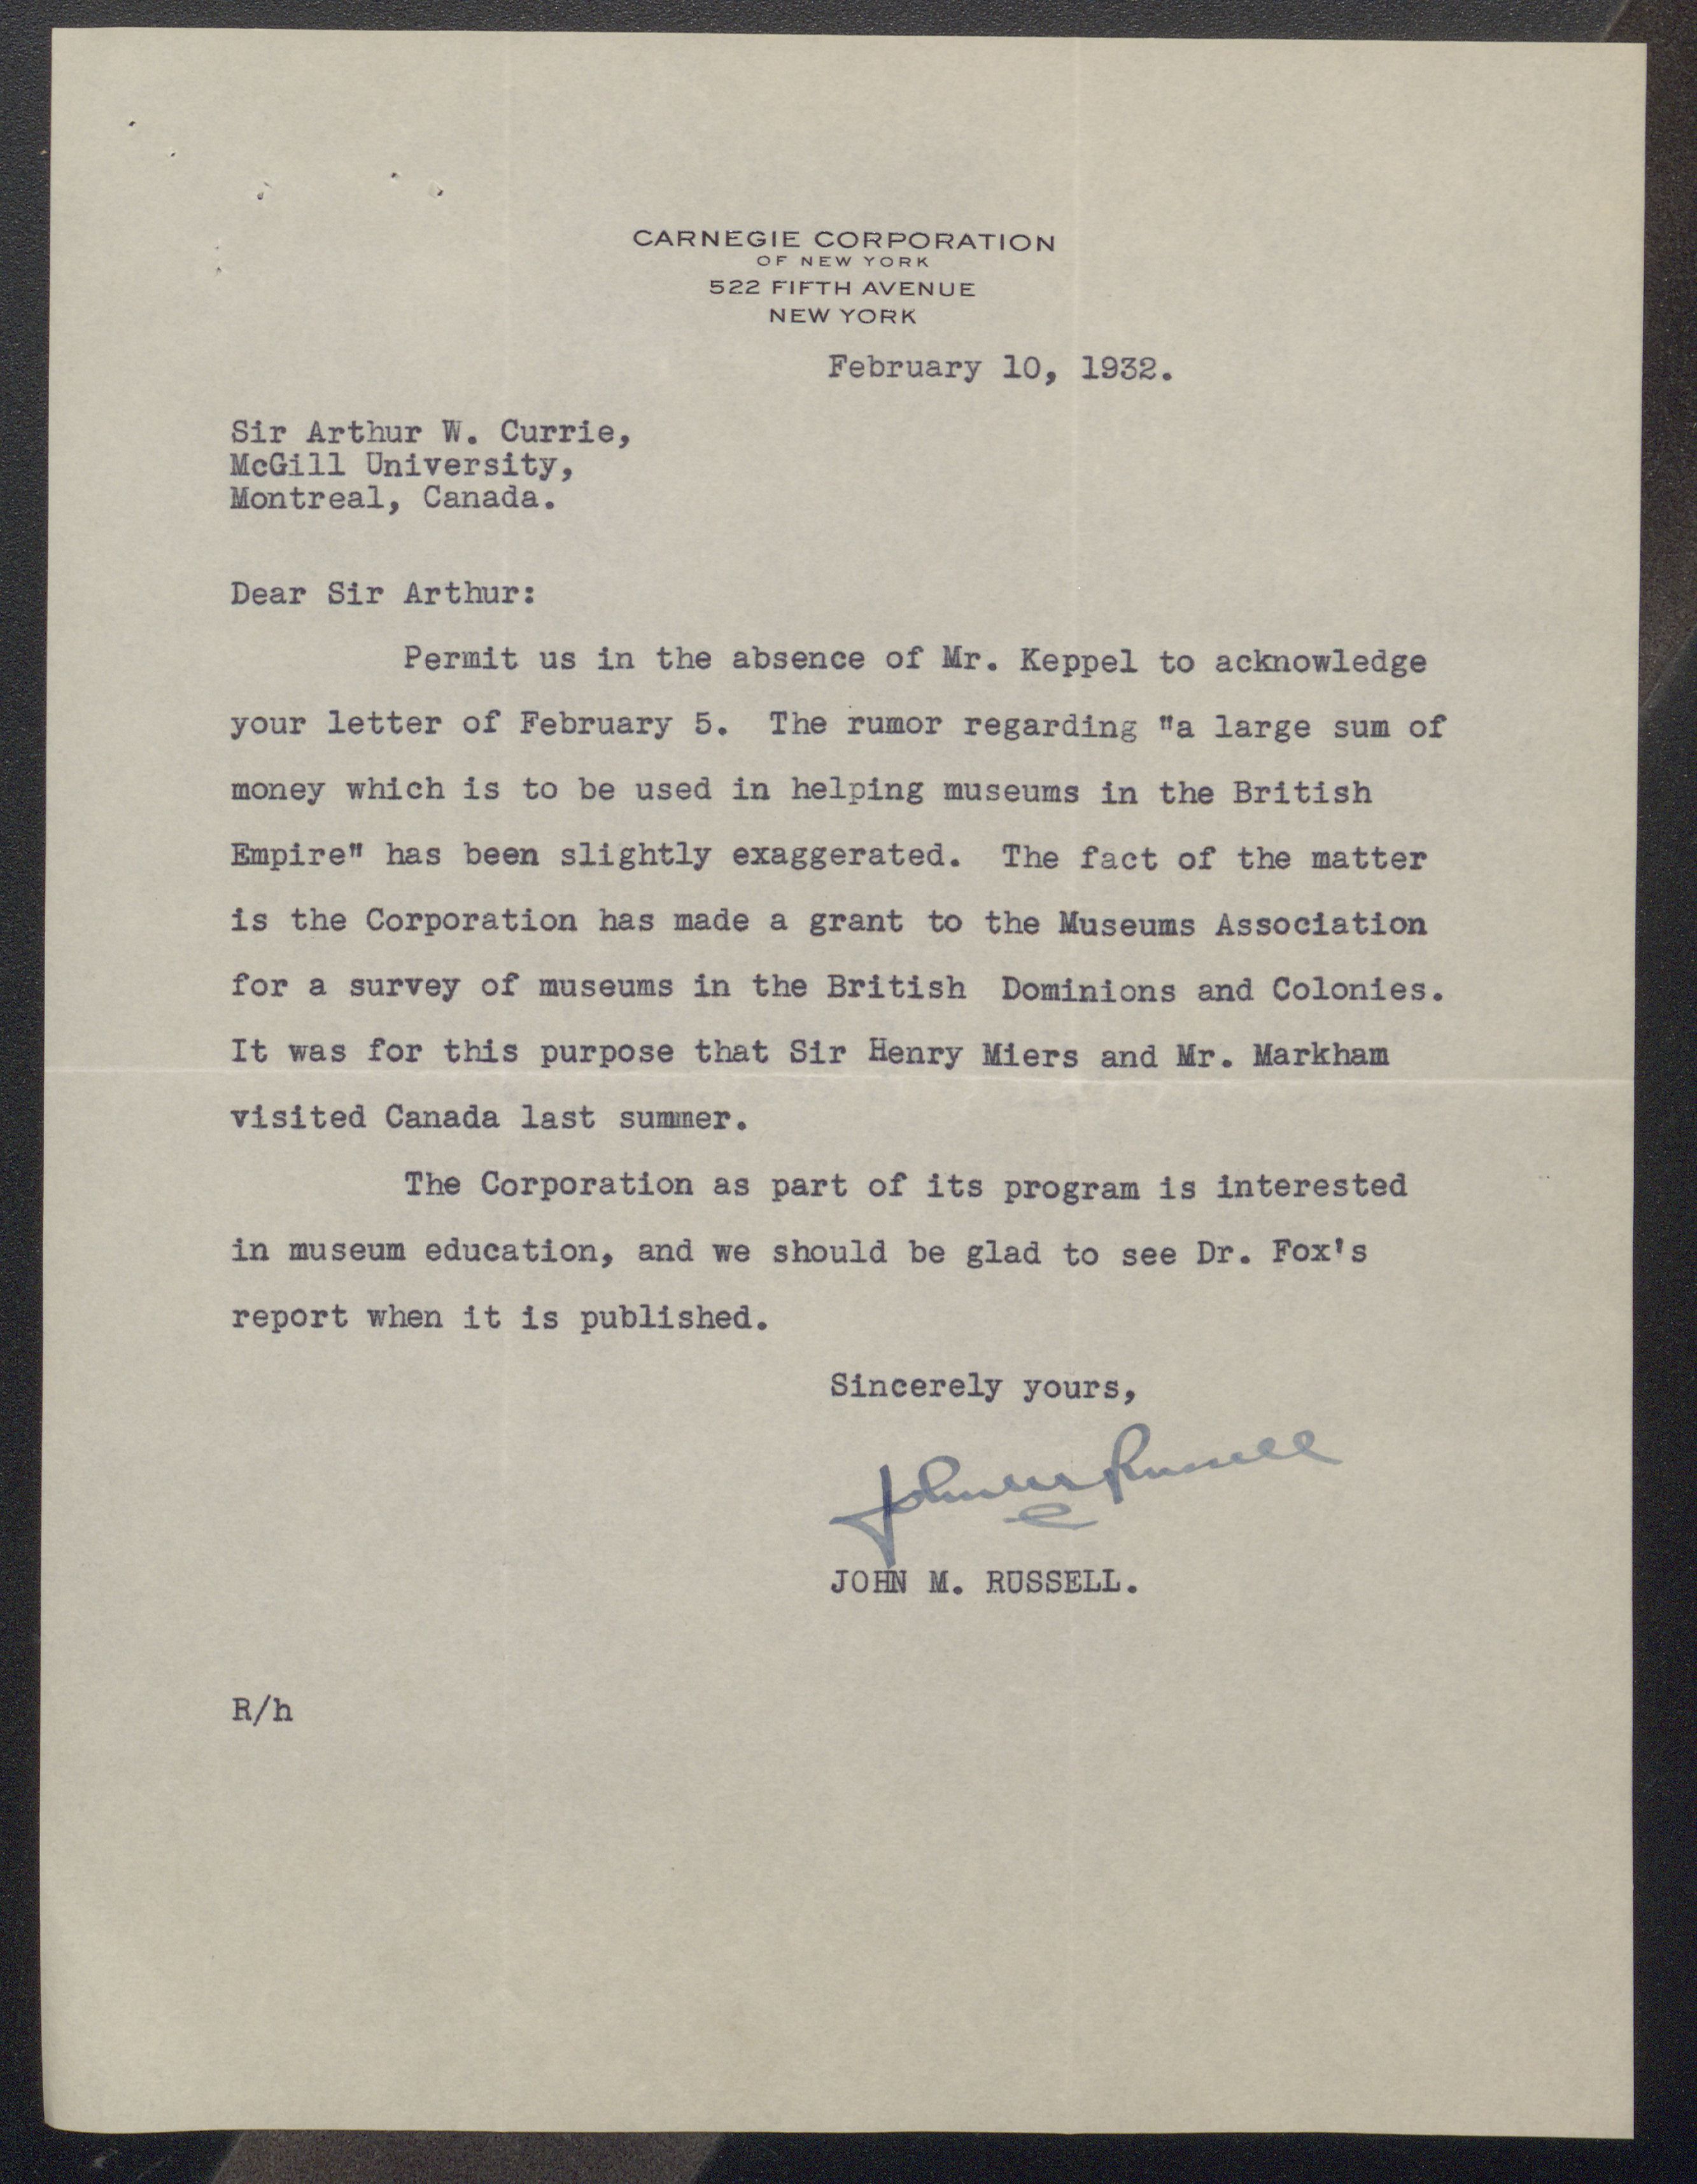 CARNEGIE CORPORATION
OF NEW YORK
522 FIFTH AVENUE
NEW YORK
February 10, 1932.
Sir Arthur W. Currie,
McGill University,
Montreal, Canada.
Dear Sir Arthur:
Permit us in the absence of Mr. Keppel to acknowledge
your letter of February 5. The rumor regarding "a large sum of
money which is to be used in helping museums in the British
Empire" has been slightly exaggerated. The fact of the matter
is the Corporation has made a grant to the Museums Association
for a survey of museums in the British Dominions and Colonies.
It was for this purpose that Sir Henry Miers and Mr. Markham
visited Canada last summer.
The Corporation as part of its program is interested
in museum education, and we should be glad to see Dr. Fox's
report when it is published.
Sincerely yours,
John M Russell
JOHN M. RUSSELL.
R/h